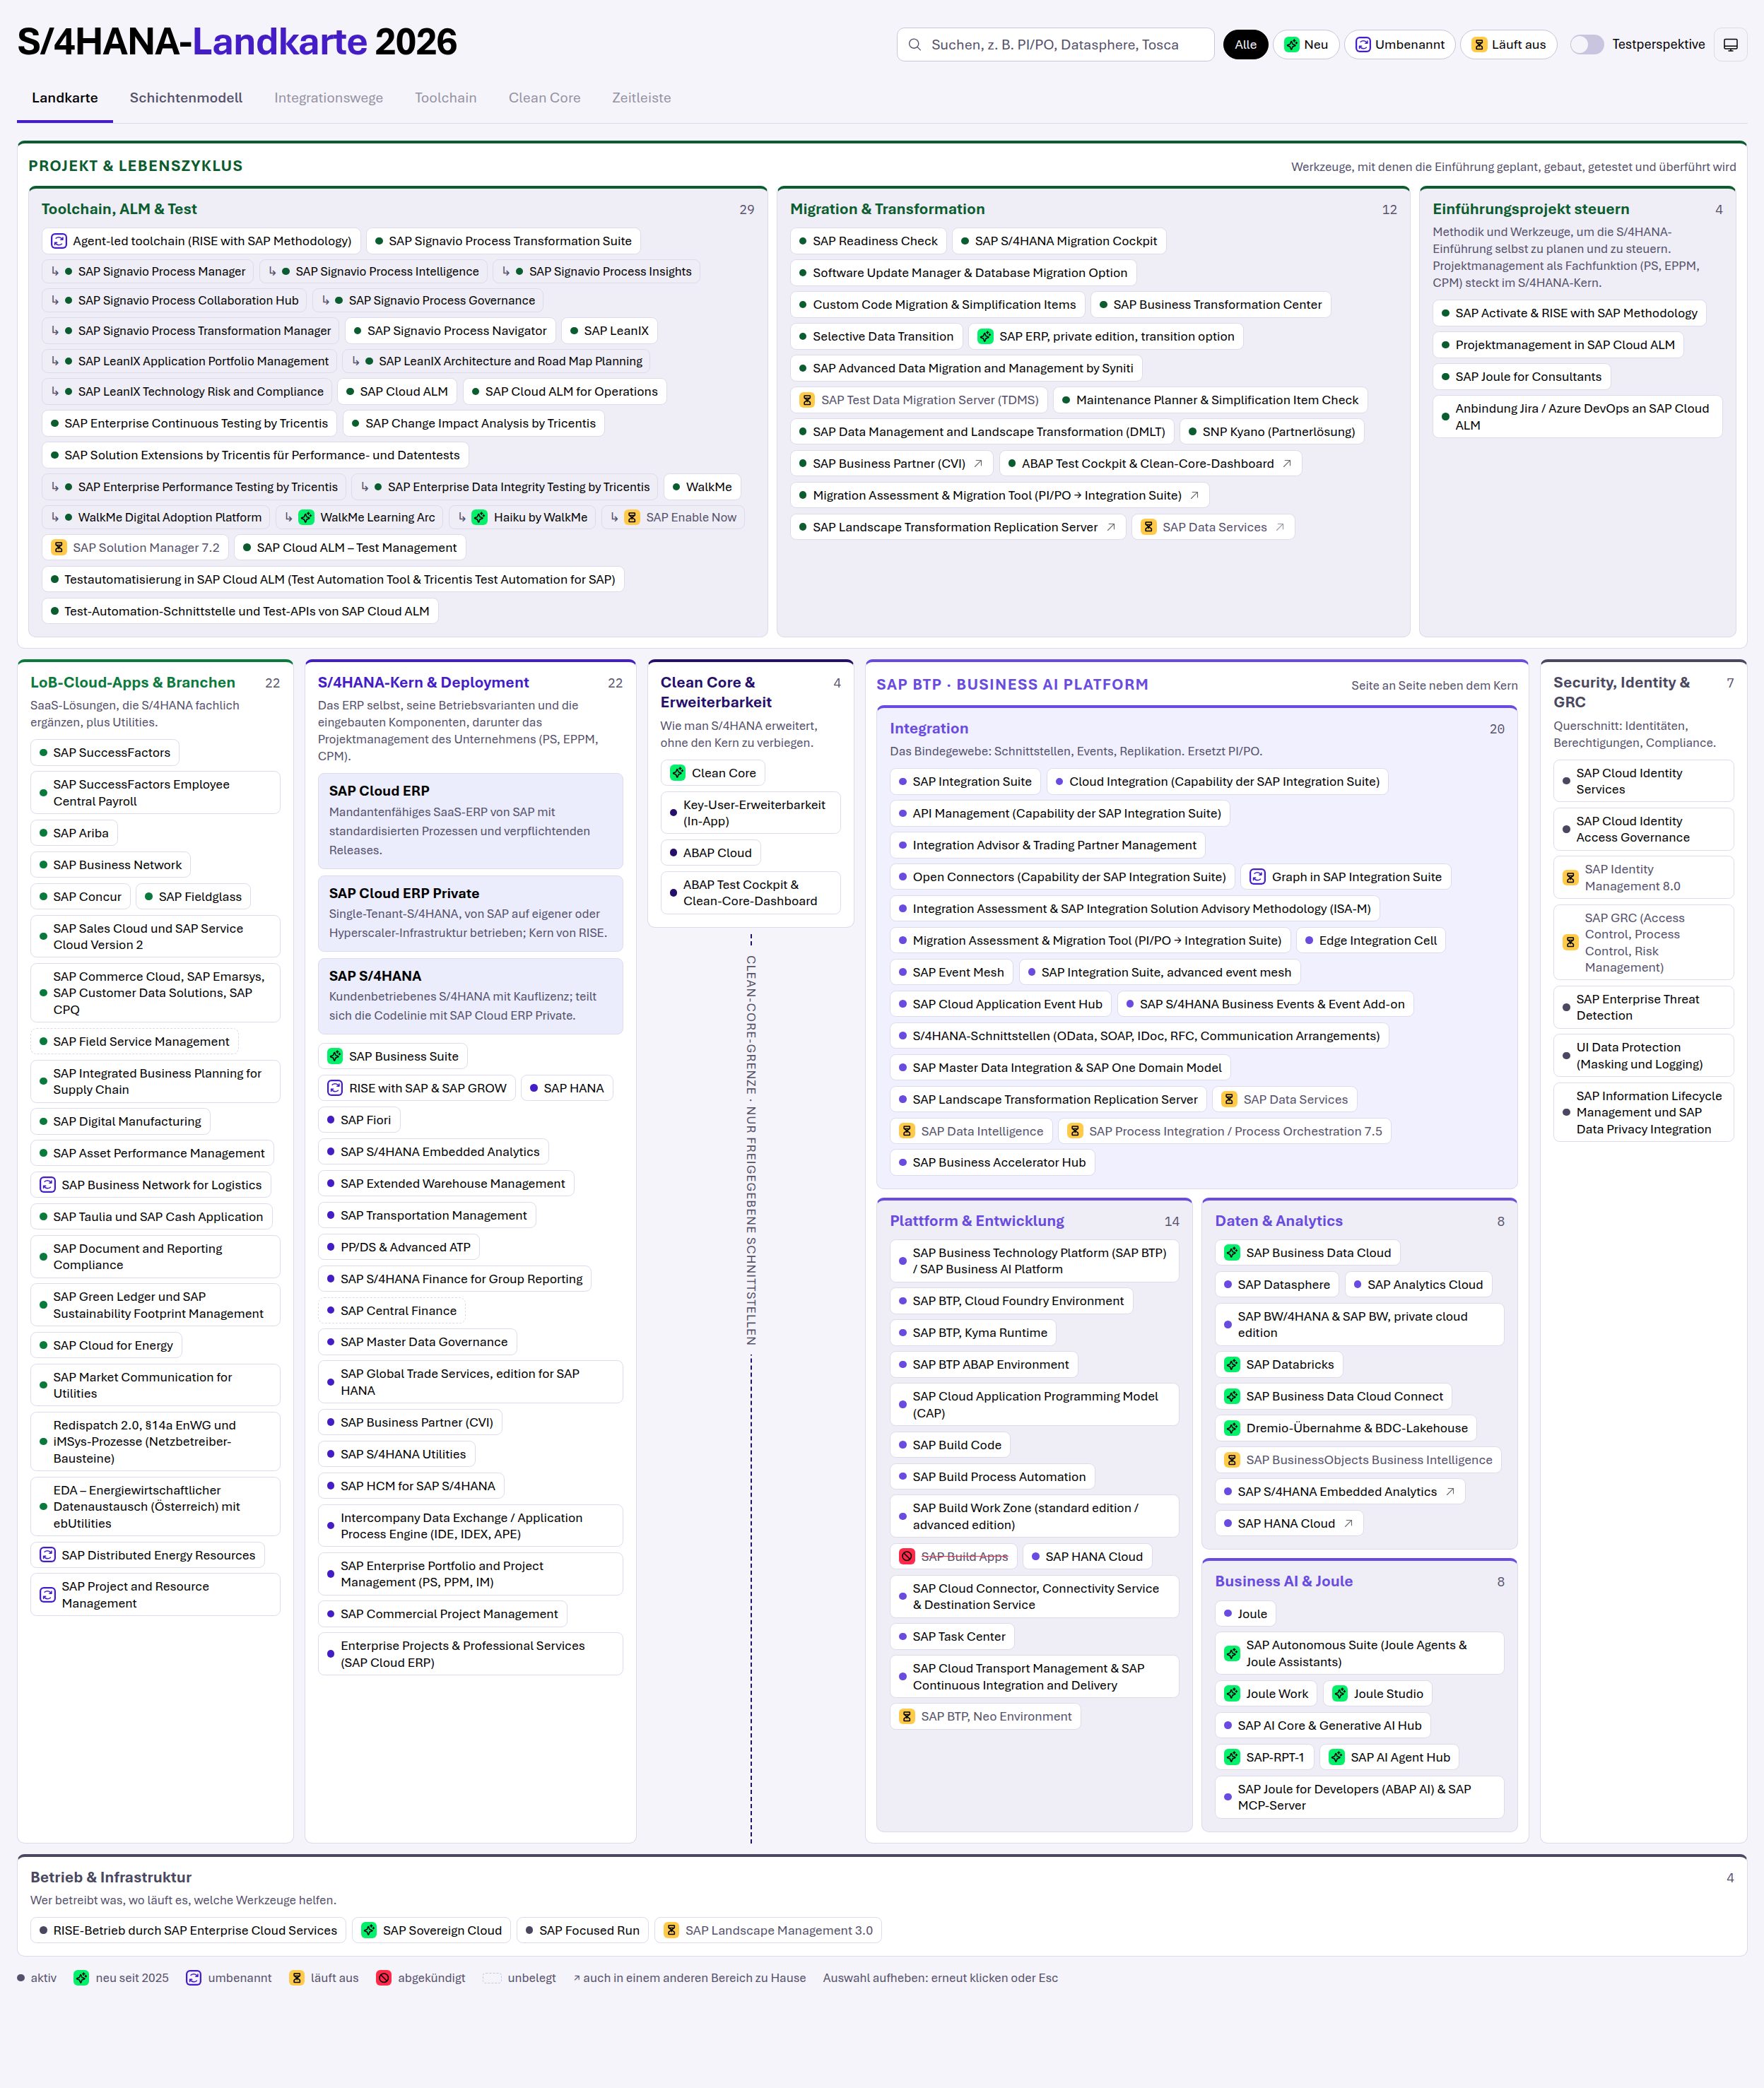 S/4HANA-Landkarte 2026
Suchen, z. B. PI/PO, Datasphere, Tosca
Alle
Neu
Umbenannt
Läuft aus
Testperspektive
Landkarte
Schichtenmodell
Integrationswege
Toolchain
Clean Core
Zeitleiste
PROJEKT & LEBENSZYKLUS
Werkzeuge, mit denen die Einführung geplant, gebaut, getestet und überführt wird
Toolchain, ALM & Test 29
Agent-led toolchain (RISE with SAP Methodology)
SAP Signavio Process Transformation Suite
↳ SAP Signavio Process Manager
↳ SAP Signavio Process Intelligence
↳ SAP Signavio Process Insights
↳ SAP Signavio Process Collaboration Hub
↳ SAP Signavio Process Governance
↳ SAP Signavio Process Transformation Manager
SAP Signavio Process Navigator
SAP LeanIX
↳ SAP LeanIX Application Portfolio Management
↳ SAP LeanIX Architecture and Road Map Planning
↳ SAP LeanIX Technology Risk and Compliance
SAP Cloud ALM
SAP Cloud ALM for Operations
SAP Enterprise Continuous Testing by Tricentis
SAP Change Impact Analysis by Tricentis
SAP Solution Extensions by Tricentis für Performance- und Datentests
↳ SAP Enterprise Performance Testing by Tricentis
↳ SAP Enterprise Data Integrity Testing by Tricentis
WalkMe
↳ WalkMe Digital Adoption Platform
↳ WalkMe Learning Arc
↳ Haiku by WalkMe
↳ SAP Enable Now
SAP Solution Manager 7.2
SAP Cloud ALM – Test Management
Testautomatisierung in SAP Cloud ALM (Test Automation Tool & Tricentis Test Automation for SAP)
Test-Automation-Schnittstelle und Test-APIs von SAP Cloud ALM
Migration & Transformation 12
SAP Readiness Check
SAP S/4HANA Migration Cockpit
Software Update Manager & Database Migration Option
Custom Code Migration & Simplification Items
SAP Business Transformation Center
Selective Data Transition
SAP ERP, private edition, transition option
SAP Advanced Data Migration and Management by Syniti
SAP Test Data Migration Server (TDMS)
Maintenance Planner & Simplification Item Check
SAP Data Management and Landscape Transformation (DMLT)
SNP Kyano (Partnerlösung)
SAP Business Partner (CVI) ↗
ABAP Test Cockpit & Clean-Core-Dashboard ↗
Migration Assessment & Migration Tool (PI/PO → Integration Suite) ↗
SAP Landscape Transformation Replication Server ↗
SAP Data Services ↗
Einführungsprojekt steuern 4
Methodik und Werkzeuge, um die S/4HANA-
Einführung selbst zu planen und zu steuern.
Projektmanagement als Fachfunktion (PS, EPPM,
CPM) steckt im S/4HANA-Kern.
SAP Activate & RISE with SAP Methodology
Projektmanagement in SAP Cloud ALM
SAP Joule for Consultants
Anbindung Jira / Azure DevOps an SAP Cloud
ALM
LoB-Cloud-Apps & Branchen 22
SaaS-Lösungen, die S/4HANA fachlich
ergänzen, plus Utilities.
SAP SuccessFactors
SAP SuccessFactors Employee
Central Payroll
SAP Ariba
SAP Business Network
SAP Concur
SAP Fieldglass
SAP Sales Cloud und SAP Service
Cloud Version 2
SAP Commerce Cloud, SAP Emarsys,
SAP Customer Data Solutions, SAP
CPQ
SAP Field Service Management
SAP Integrated Business Planning for
Supply Chain
SAP Digital Manufacturing
SAP Asset Performance Management
SAP Business Network for Logistics
SAP Taulia und SAP Cash Application
SAP Document and Reporting
Compliance
SAP Green Ledger und SAP
Sustainability Footprint Management
SAP Cloud for Energy
SAP Market Communication for
Utilities
Redispatch 2.0, §14a EnWG und
iMSys-Prozesse (Netzbetreiber-
Bausteine)
EDA – Energiewirtschaftlicher
Datenaustausch (Österreich) mit
ebUtilities
SAP Distributed Energy Resources
SAP Project and Resource
Management
S/4HANA-Kern & Deployment 22
Das ERP selbst, seine Betriebsvarianten und die
eingebauten Komponenten, darunter das
Projektmanagement des Unternehmens (PS, EPPM,
CPM).
SAP Cloud ERP
Mandantenfähiges SaaS-ERP von SAP mit
standardisierten Prozessen und verpflichtenden
Releases.
SAP Cloud ERP Private
Single-Tenant-S/4HANA, von SAP auf eigener oder
Hyperscaler-Infrastruktur betrieben; Kern von RISE.
SAP S/4HANA
Kundenbetriebenes S/4HANA mit Kauflizenz; teilt
sich die Codelinie mit SAP Cloud ERP Private.
SAP Business Suite
RISE with SAP & SAP GROW
SAP HANA
SAP Fiori
SAP S/4HANA Embedded Analytics
SAP Extended Warehouse Management
SAP Transportation Management
PP/DS & Advanced ATP
SAP S/4HANA Finance for Group Reporting
SAP Central Finance
SAP Master Data Governance
SAP Global Trade Services, edition for SAP
HANA
SAP Business Partner (CVI)
SAP S/4HANA Utilities
SAP HCM for SAP S/4HANA
Intercompany Data Exchange / Application
Process Engine (IDE, IDEX, APE)
SAP Enterprise Portfolio and Project
Management (PS, PPM, IM)
SAP Commercial Project Management
Enterprise Projects & Professional Services
(SAP Cloud ERP)
Clean Core & 4
Erweiterbarkeit
Wie man S/4HANA erweitert,
ohne den Kern zu verbiegen.
Clean Core
Key-User-Erweiterbarkeit
(In-App)
ABAP Cloud
ABAP Test Cockpit &
Clean-Core-Dashboard
CLEAN-CORE-GRENZE · NUR FREIGEGEBENE SCHNITTSTELLEN
SAP BTP · BUSINESS AI PLATFORM
Seite an Seite neben dem Kern
Integration 20
Das Bindegewebe: Schnittstellen, Events, Replikation. Ersetzt PI/PO.
SAP Integration Suite
Cloud Integration (Capability der SAP Integration Suite)
API Management (Capability der SAP Integration Suite)
Integration Advisor & Trading Partner Management
Open Connectors (Capability der SAP Integration Suite)
Graph in SAP Integration Suite
Integration Assessment & SAP Integration Solution Advisory Methodology (ISA-M)
Migration Assessment & Migration Tool (PI/PO → Integration Suite)
Edge Integration Cell
SAP Event Mesh
SAP Integration Suite, advanced event mesh
SAP Cloud Application Event Hub
SAP S/4HANA Business Events & Event Add-on
S/4HANA-Schnittstellen (OData, SOAP, IDoc, RFC, Communication Arrangements)
SAP Master Data Integration & SAP One Domain Model
SAP Landscape Transformation Replication Server
SAP Data Services
SAP Data Intelligence
SAP Process Integration / Process Orchestration 7.5
SAP Business Accelerator Hub
Plattform & Entwicklung 14
SAP Business Technology Platform (SAP BTP)
/ SAP Business AI Platform
SAP BTP, Cloud Foundry Environment
SAP BTP, Kyma Runtime
SAP BTP ABAP Environment
SAP Cloud Application Programming Model
(CAP)
SAP Build Code
SAP Build Process Automation
SAP Build Work Zone (standard edition /
advanced edition)
SAP Build Apps
SAP HANA Cloud
SAP Cloud Connector, Connectivity Service
& Destination Service
SAP Task Center
SAP Cloud Transport Management & SAP
Continuous Integration and Delivery
SAP BTP, Neo Environment
Daten & Analytics 8
SAP Business Data Cloud
SAP Datasphere
SAP Analytics Cloud
SAP BW/4HANA & SAP BW, private cloud
edition
SAP Databricks
SAP Business Data Cloud Connect
Dremio-Übernahme & BDC-Lakehouse
SAP BusinessObjects Business Intelligence
SAP S/4HANA Embedded Analytics ↗
SAP HANA Cloud ↗
Business AI & Joule 8
Joule
SAP Autonomous Suite (Joule Agents &
Joule Assistants)
Joule Work
Joule Studio
SAP AI Core & Generative AI Hub
SAP-RPT-1
SAP AI Agent Hub
SAP Joule for Developers (ABAP AI) & SAP
MCP-Server
Security, Identity & 7
GRC
Querschnitt: Identitäten,
Berechtigungen, Compliance.
SAP Cloud Identity
Services
SAP Cloud Identity
Access Governance
SAP Identity
Management 8.0
SAP GRC (Access
Control, Process
Control, Risk
Management)
SAP Enterprise Threat
Detection
UI Data Protection
(Masking und Logging)
SAP Information Lifecycle
Management und SAP
Data Privacy Integration
Betrieb & Infrastruktur 4
Wer betreibt was, wo läuft es, welche Werkzeuge helfen.
RISE-Betrieb durch SAP Enterprise Cloud Services
SAP Sovereign Cloud
SAP Focused Run
SAP Landscape Management 3.0
aktiv
neu seit 2025
umbenannt
läuft aus
abgekündigt
unbelegt
↗ auch in einem anderen Bereich zu Hause
Auswahl aufheben: erneut klicken oder Esc